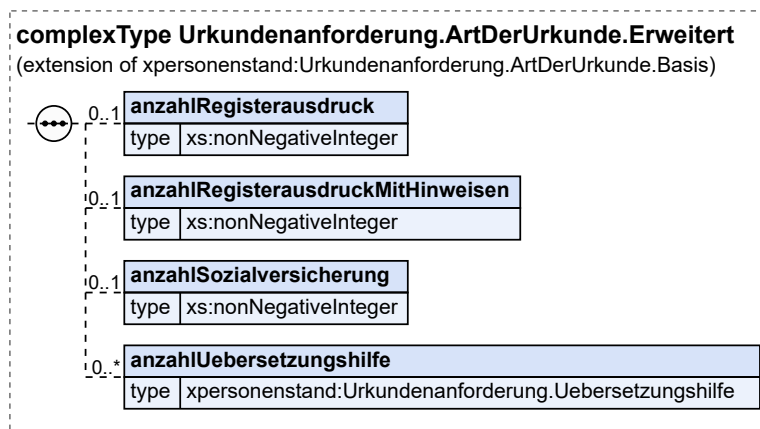 complexType Urkundenanforderung.ArtDerUrkunde.Erweitert
(extension of xpersonenstand:Urkundenanforderung.ArtDerUrkunde.Basis)
0..1 anzahlRegisterausdruck
type xs:nonNegativeInteger
0..1 anzahlRegisterausdruckMitHinweisen
type xs:nonNegativeInteger
0..1 anzahlSozialversicherung
type xs:nonNegativeInteger
0..* anzahlUebersetzungshilfe
type xpersonenstand:Urkundenanforderung.Uebersetzungshilfe